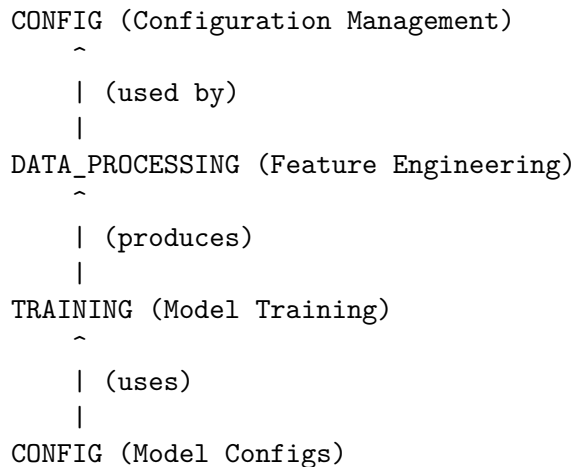 CONFIG (Configuration Management)
^
| (used by)
|
DATA_PROCESSING (Feature Engineering)
^
| (produces)
|
TRAINING (Model Training)
^
| (uses)
|
CONFIG (Model Configs)